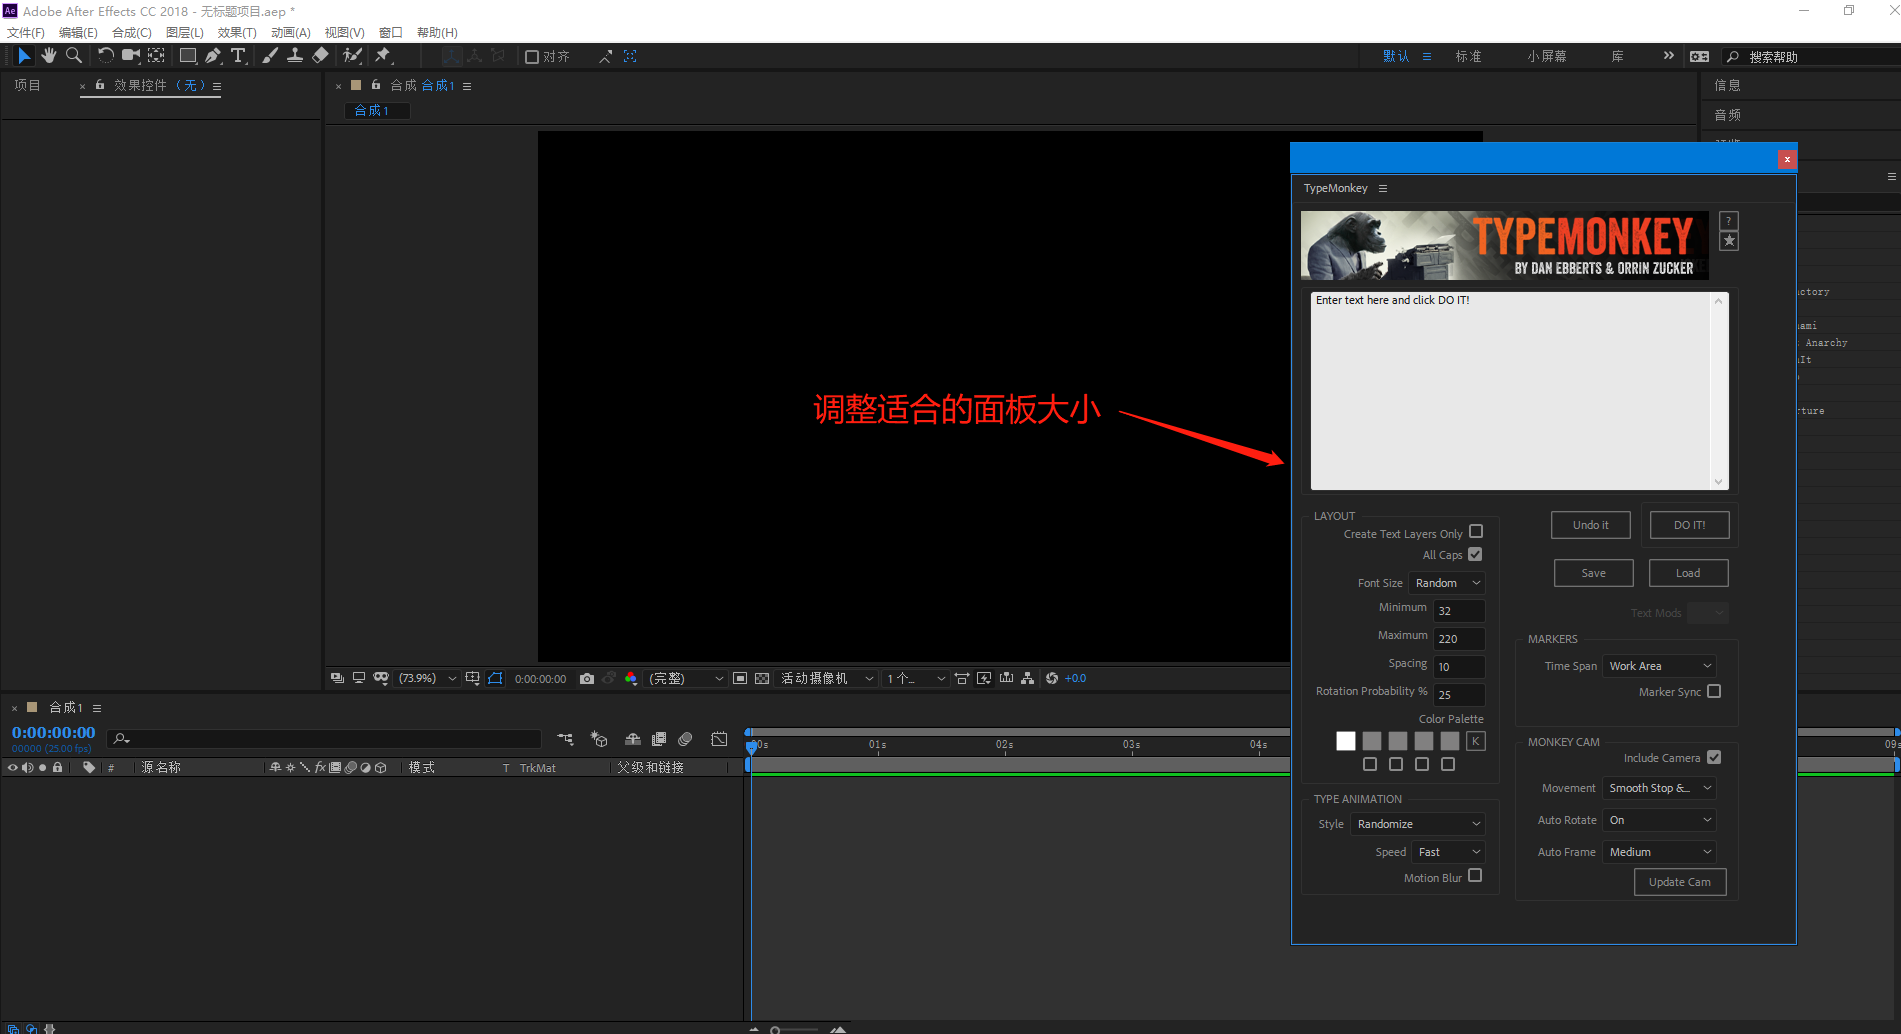 Ae Adobe After Effects CC 2018 - 无标题项目.aep *
文件(F) 编辑(E) 合成(C) 图层(L) 效果(T) 动画(A) 视图(V) 窗口 帮助(H)
对齐 默认 标准 小屏幕 库 搜索帮助
项目 效果控件 (无) 合成 合成1 信息
合成1
音频
TypeMonkey
TYPEMONKEY
BY DAN EBBERTS & ORRIN ZUCKER
?
Enter text here and click DO IT!
Anarchy
调整适合的面板大小
LAYOUT
Create Text Layers Only
All Caps
Font Size Random
Minimum 32
Maximum 220
Spacing 10
Rotation Probability % 25
Color Palette
K
TYPE ANIMATION
Style Randomize
Speed Fast
Motion Blur
Undo it DO IT!
Save Load
Text Mods
MARKERS
Time Span Work Area
Marker Sync
MONKEY CAM
Include Camera
Movement Smooth Stop &...
Auto Rotate On
Auto Frame Medium
Update Cam
(73.9%) 0:00:00:00 (完整) 活动摄像机 1个... +0.0
合成1
0:00:00:00
00000 (25.00 fps)
00s 01s 02s 03s 04s 09s
# 源名称 fx 模式 T TrkMat 父级和链接